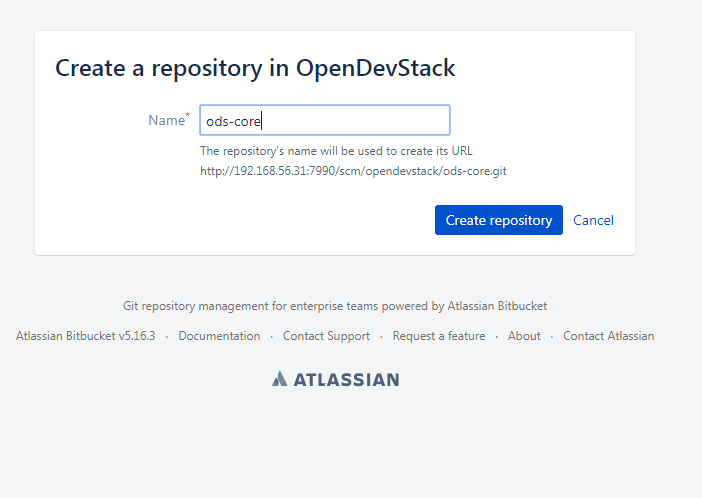 Create a repository in OpenDevStack
Name* ods-core
The repository's name will be used to create its URL
http://192.168.56.31:7990/scm/opendevstack/ods-core.git
Create repository Cancel
Git repository management for enterprise teams powered by Atlassian Bitbucket
Atlassian Bitbucket v5.16.3 · Documentation · Contact Support · Request a feature · About · Contact Atlassian
ATLASSIAN